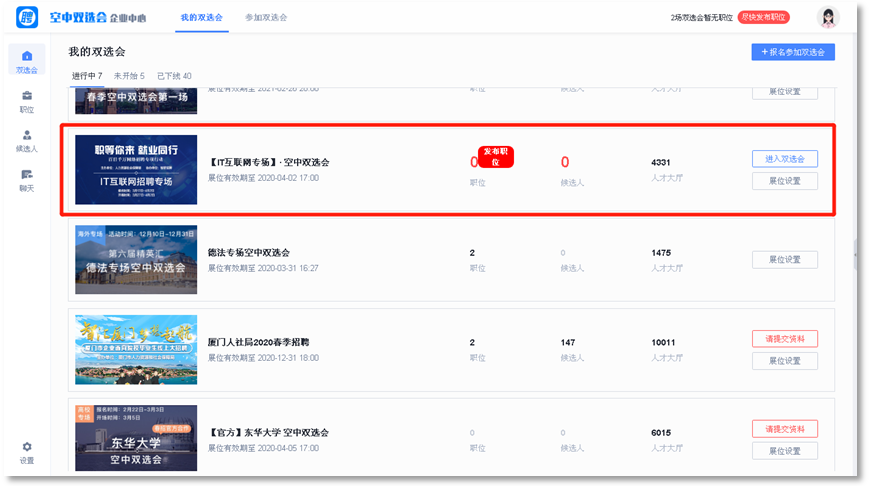 聘 空中双选会 企业中心 我的双选会 参加双选会 2场双选会暂无职位 尽快发布职位
双选会
职位
候选人
聊天
设置
我的双选会 + 报名参加双选会
进行中 7 未开始 5 已下线 40
春季空中双选会第一场
职位 候选人 人才大厅 展位设置
职等你来 就业同行
IT互联网招聘专场
【IT互联网专场】·空中双选会
展位有效期至 2020-04-02 17:00
0 发布职位 0 4331
职位 候选人 人才大厅
进入双选会
展位设置
海外专场 活动时间:12月10日-12月31日
第六届精英汇
德法专场空中双选会
德法专场空中双选会
展位有效期至 2020-03-31 16:27
2 0 1475
职位 候选人 人才大厅
展位设置
厦门人社局2020春季招聘
展位有效期至 2020-12-31 18:00
2 147 10011
职位 候选人 人才大厅
请提交资料
展位设置
高校专场 报名时间:2月22日-3月3日
开场时间:3月5日
东华大学
空中双选会
【官方】东华大学 空中双选会
展位有效期至 2020-04-05 17:00
0 0 6015
职位 候选人 人才大厅
请提交资料
展位设置